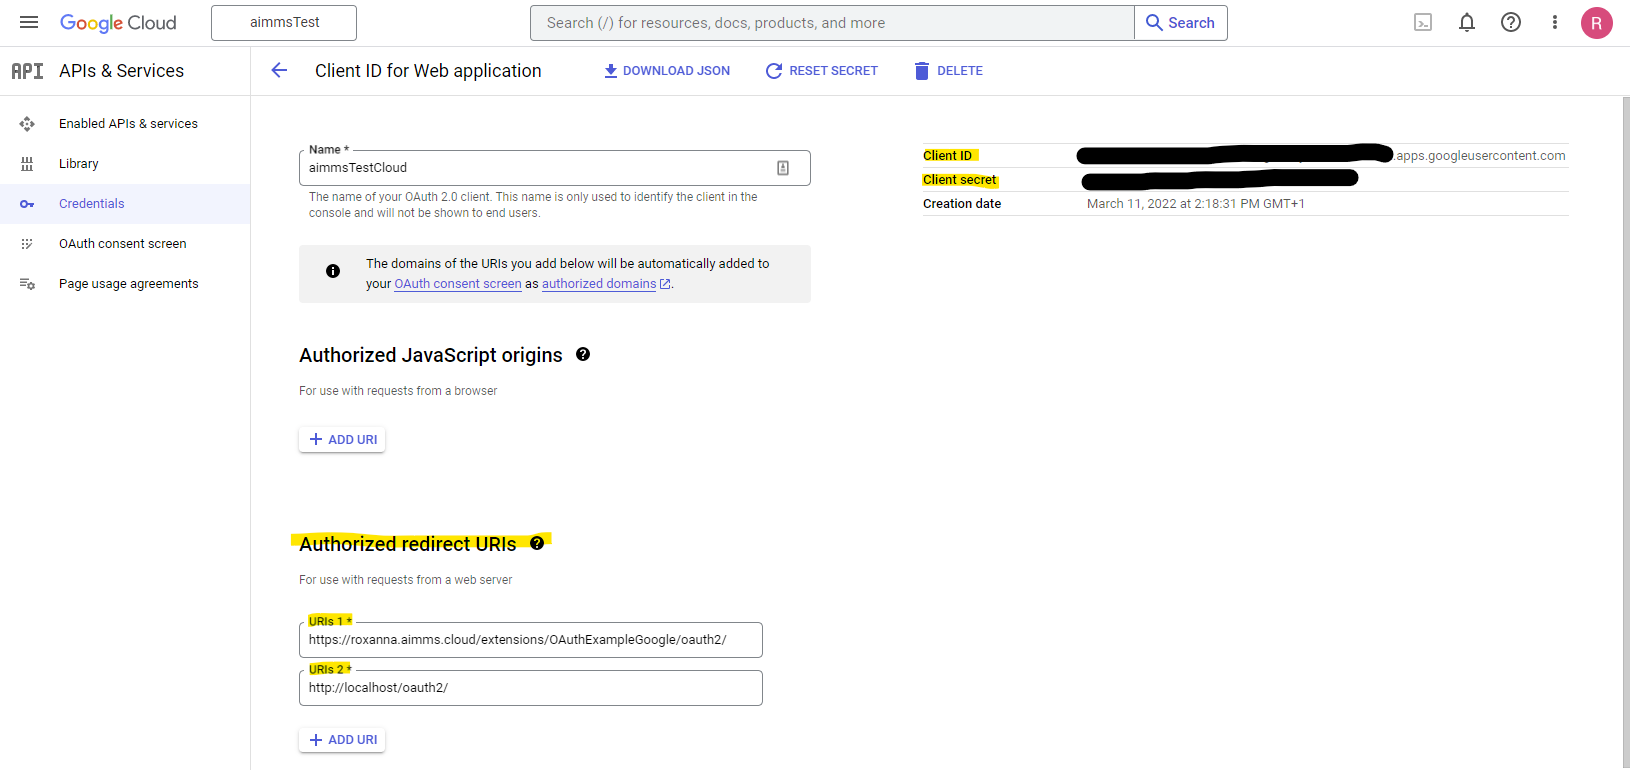 Google Cloud
aimmsTest
Search (/) for resources, docs, products, and more
Search
R
API
APIs & Services
Client ID for Web application
DOWNLOAD JSON
RESET SECRET
DELETE
Enabled APIs & services
Library
Credentials
OAuth consent screen
Page usage agreements
Name *
aimmsTestCloud
The name of your OAuth 2.0 client. This name is only used to identify the client in the
console and will not be shown to end users.
The domains of the URIs you add below will be automatically added to
your OAuth consent screen as authorized domains.
Authorized JavaScript origins
For use with requests from a browser
ADD URI
Authorized redirect URIs
For use with requests from a web server
URIs 1 *
https://roxanna.aimms.cloud/extensions/OAuthExampleGoogle/oauth2/
URIs 2 *
http://localhost/oauth2/
ADD URI
Client ID
.apps.googleusercontent.com
Client secret
Creation date
March 11, 2022 at 2:18:31 PM GMT+1